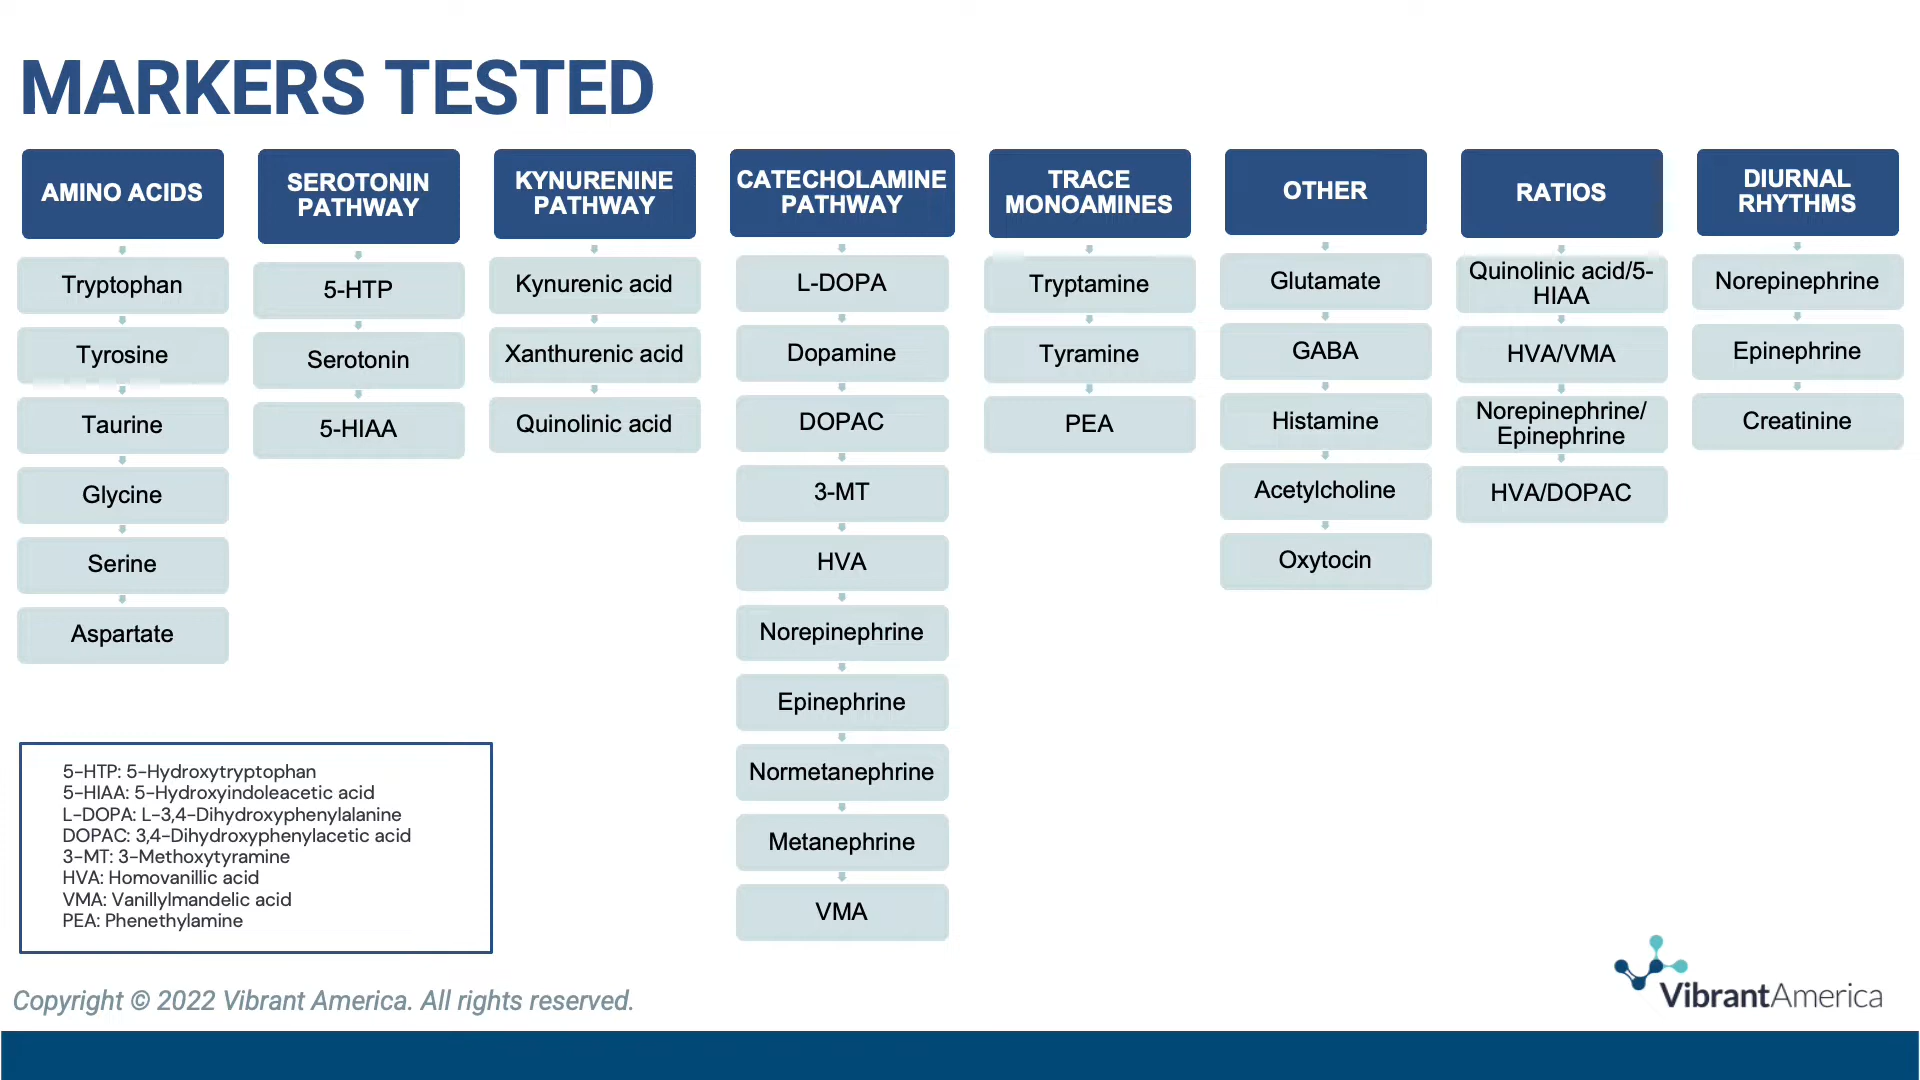 MARKERS TESTED
AMINO ACIDS
Tryptophan
Tyrosine
Taurine
Glycine
Serine
Aspartate
SEROTONIN
PATHWAY
5-HTP
Serotonin
5-HIAA
KYNURENINE
PATHWAY
Kynurenic acid
Xanthurenic acid
Quinolinic acid
CATECHOLAMINE
PATHWAY
L-DOPA
Dopamine
DOPAC
3-MT
HVA
Norepinephrine
Epinephrine
Normetanephrine
Metanephrine
VMA
TRACE
MONOAMINES
Tryptamine
Tyramine
PEA
OTHER
Glutamate
GABA
Histamine
Acetylcholine
Oxytocin
RATIOS
Quinolinic acid/5-
HIAA
HVA/VMA
Norepinephrine/
Epinephrine
HVA/DOPAC
DIURNAL
RHYTHMS
Norepinephrine
Epinephrine
Creatinine
5-HTP: 5-Hydroxytryptophan
5-HIAA: 5-Hydroxyindoleacetic acid
L-DOPA: L-3,4-Dihydroxyphenylalanine
DOPAC: 3,4-Dihydroxyphenylacetic acid
3-MT: 3-Methoxytyramine
HVA: Homovanillic acid
VMA: Vanillylmandelic acid
PEA: Phenethylamine
Copyright © 2022 Vibrant America. All rights reserved.
VibrantAmerica